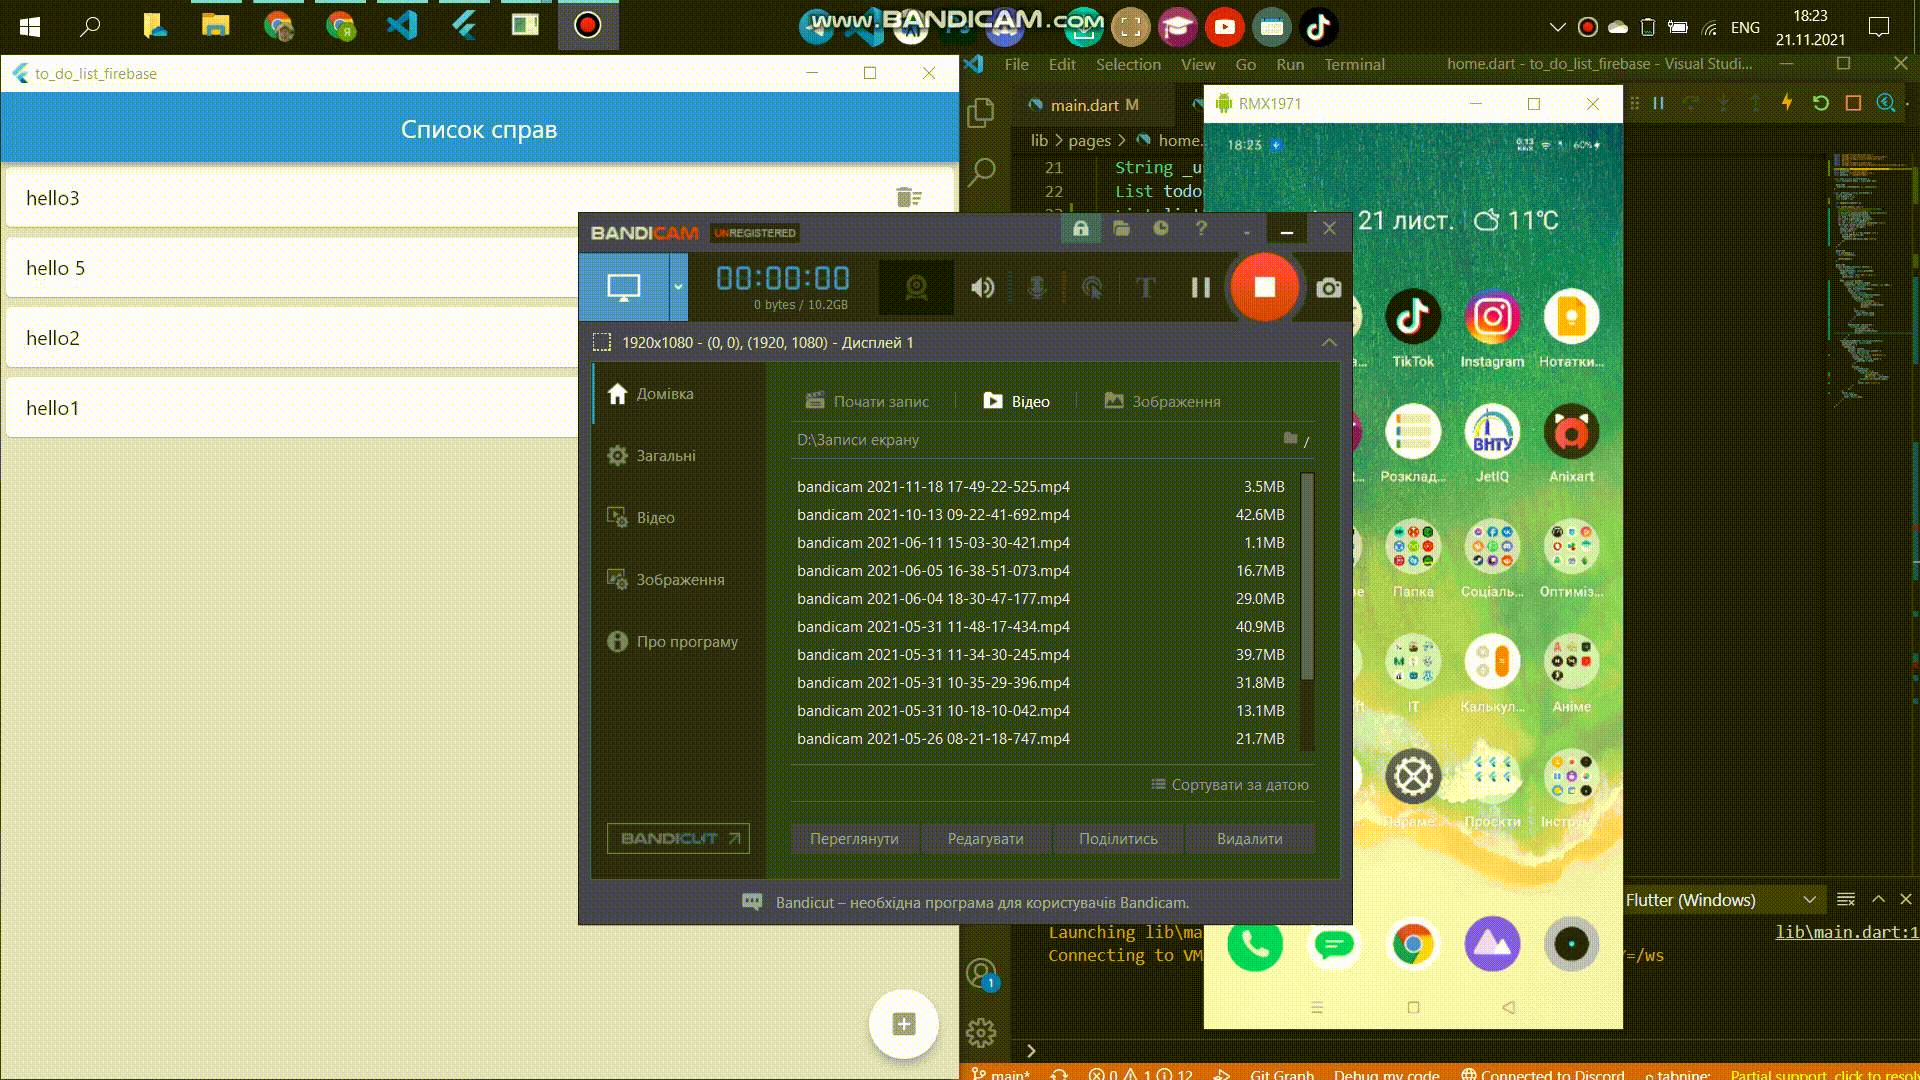 www.BANDICAM.com
ENG
18:23
21.11.2021
to_do_list_firebase
Список справ
hello3
hello 5
hello2
hello1
File Edit Selection View Go Run Terminal
home.dart - to_do_list_firebase - Visual Studi...
main.dart M
lib > pages > home.
21 String _u
22 List todo
RMX1971
18:23
60%
21 лист. 11°C
TikTok
Instagram
Нотатки...
Розклад...
JetIQ
Anixart
ВНТУ
Папка
Соціаль...
Оптиміз...
IT
Калькул...
Аніме
Параме...
Проєкти
Інструм...
BANDICAM UNREGISTERED
00:00:00
0 bytes / 10.2GB
1920x1080 - (0, 0), (1920, 1080) - Дисплей 1
Домівка
Загальні
Відео
Зображення
Про програму
BANDICUT
Почати запис
Відео
Зображення
D:\Записи екрану
/
bandicam 2021-11-18 17-49-22-525.mp4 3.5MB
bandicam 2021-10-13 09-22-41-692.mp4 42.6MB
bandicam 2021-06-11 15-03-30-421.mp4 1.1MB
bandicam 2021-06-05 16-38-51-073.mp4 16.7MB
bandicam 2021-06-04 18-30-47-177.mp4 29.0MB
bandicam 2021-05-31 11-48-17-434.mp4 40.9MB
bandicam 2021-05-31 11-34-30-245.mp4 39.7MB
bandicam 2021-05-31 10-35-29-396.mp4 31.8MB
bandicam 2021-05-31 10-18-10-042.mp4 13.1MB
bandicam 2021-05-26 08-21-18-747.mp4 21.7MB
Сортувати за датою
Переглянути
Редагувати
Поділитись
Видалити
Bandicut – необхідна програма для користувачів Bandicam.
Flutter (Windows)
Launching lib\ma
lib\main.dart:1
Connecting to VM
=/ws
1
main*
0 1 12
Git Graph
Debug my code
Connected to Discord
tabnine:
Partial support, click to resol